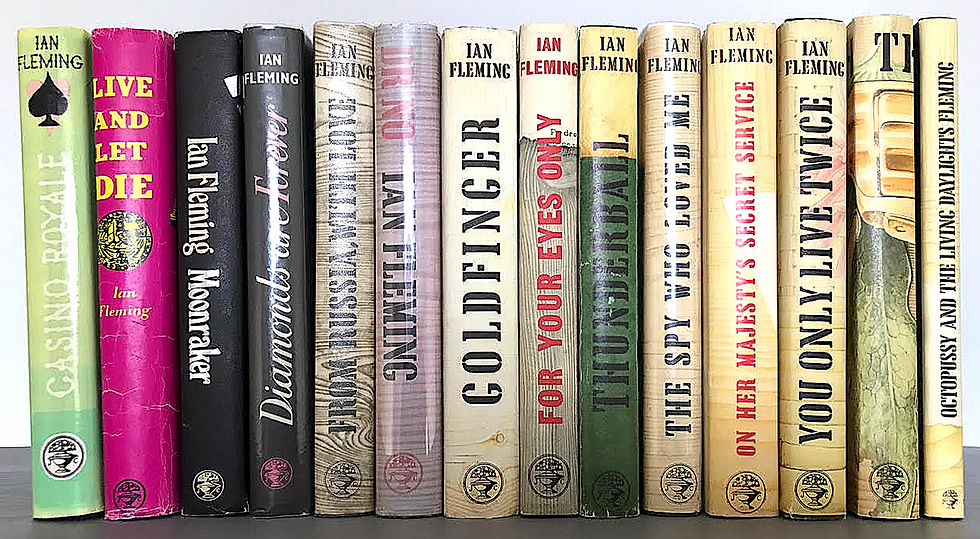 IAN
FLEMING
CASINO ROYALE
LIVE
AND
LET
DIE
Ian
Fleming
Ian Fleming Moonraker
IAN
FLEMING
Diamonds are Forever
IAN
FLEMING
FROM RUSSIA, WITH LOVE
DR NO IAN FLEMING
IAN
FLEMING
GOLDFINGER
IAN
FLEMING
Pedro
FOR YOUR EYES ONLY
IAN
FLEMING
THUNDERBALL
IAN
FLEMING
THE SPY WHO LOVED ME
IAN
FLEMING
ON HER MAJESTY'S SECRET SERVICE
IAN
FLEMING
YOU ONLY LIVE TWICE
OCTOPUSSY AND THE LIVING DAYLIGHTS FLEMING